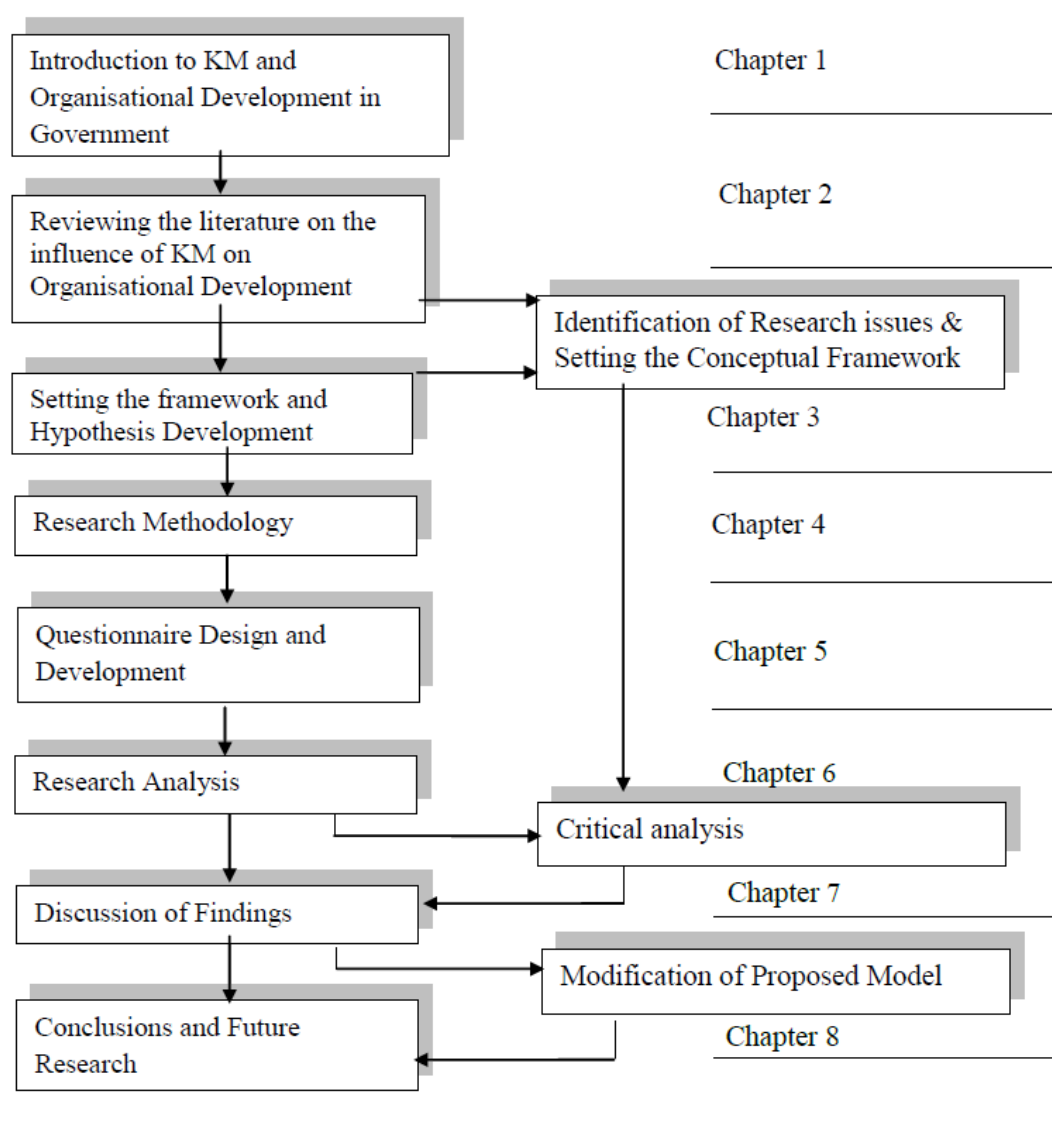 Introduction to KM and
Organisational Development in
Government
Chapter 1
Reviewing the literature on the
influence of KM on
Organisational Development
Chapter 2
Identification of Research issues &
Setting the Conceptual Framework
Setting the framework and
Hypothesis Development
Chapter 3
Research Methodology
Chapter 4
Questionnaire Design and
Development
Chapter 5
Research Analysis
Chapter 6
Critical analysis
Discussion of Findings
Chapter 7
Modification of Proposed Model
Conclusions and Future
Research
Chapter 8